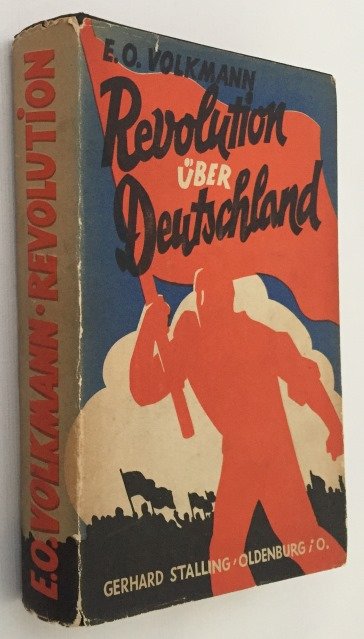 E.O. VOLKMANN · REVOLUTiON
E. O. VOLKMANN
Revolution
ÜBER
Deutschland
GERHARD STALLING, OLDENBURG i O.